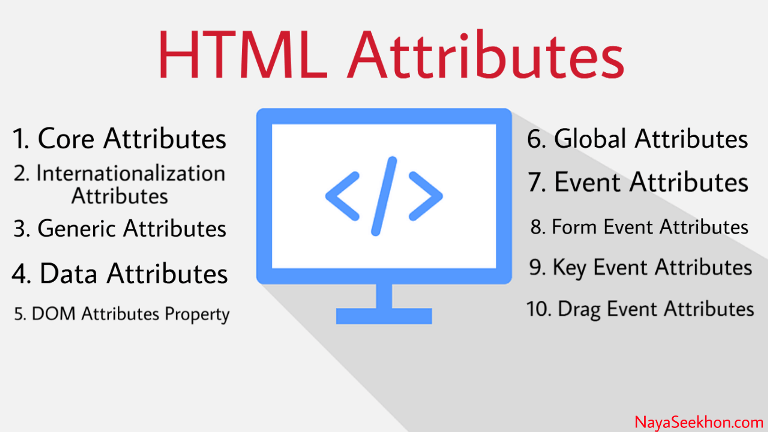 HTML Attributes
1. Core Attributes
2. Internationalization
Attributes
3. Generic Attributes
4. Data Attributes
5. DOM Attributes Property
</>
6. Global Attributes
7. Event Attributes
8. Form Event Attributes
9. Key Event Attributes
10. Drag Event Attributes
NayaSeekhon.com